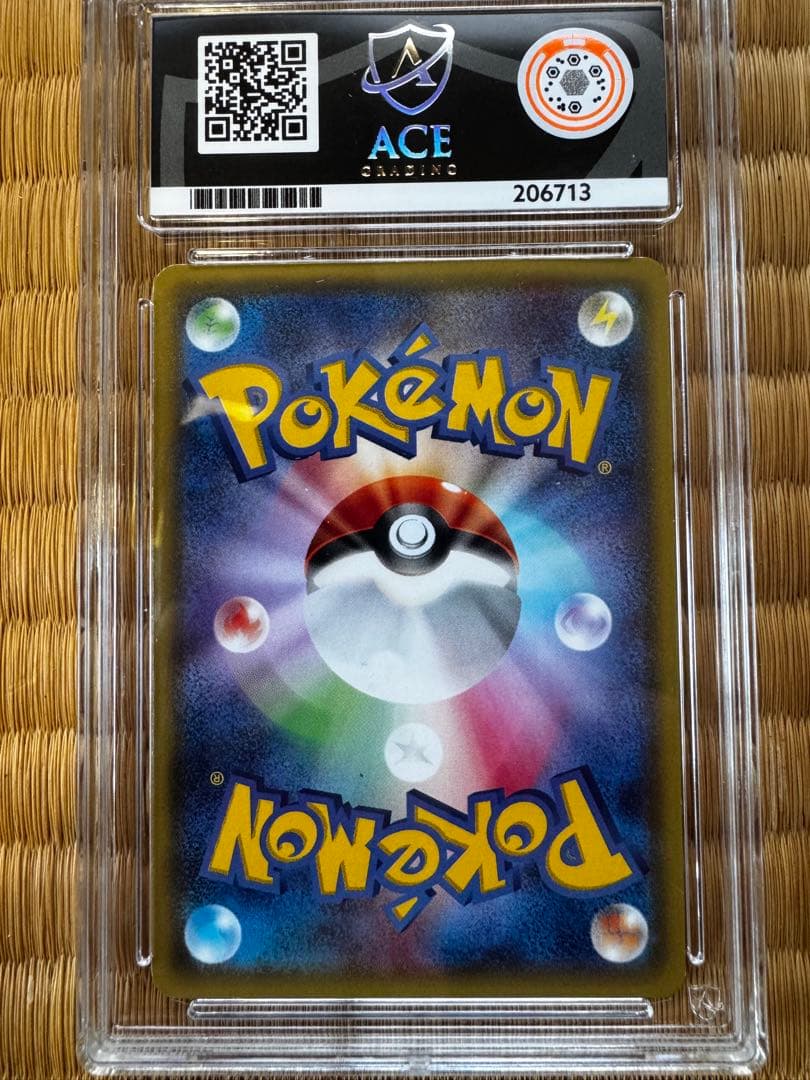 ACE
GRADING
206713
POKéMON
®
®
POKéMON